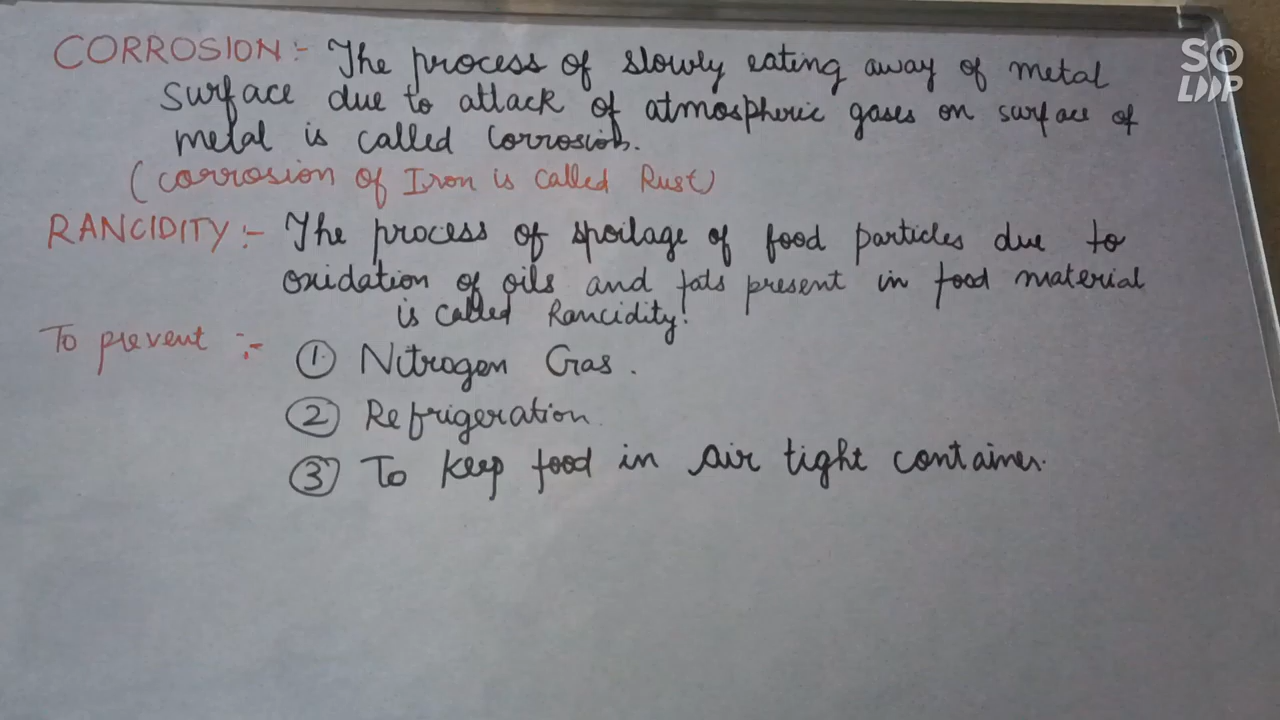 CORROSION :- The process of slowly eating away of metal
surface due to attack of atmospheric gases on surface of
metal is called Corrosion.
(corrosion of Iron is called Rust)
RANCIDITY :- The process of spoilage of food particles due to
oxidation of oils and fats present in food material
is called Rancidity.
To prevent :-
① Nitrogen Gas.
② Refrigeration
③ To keep food in air tight container.
SO
LOOP